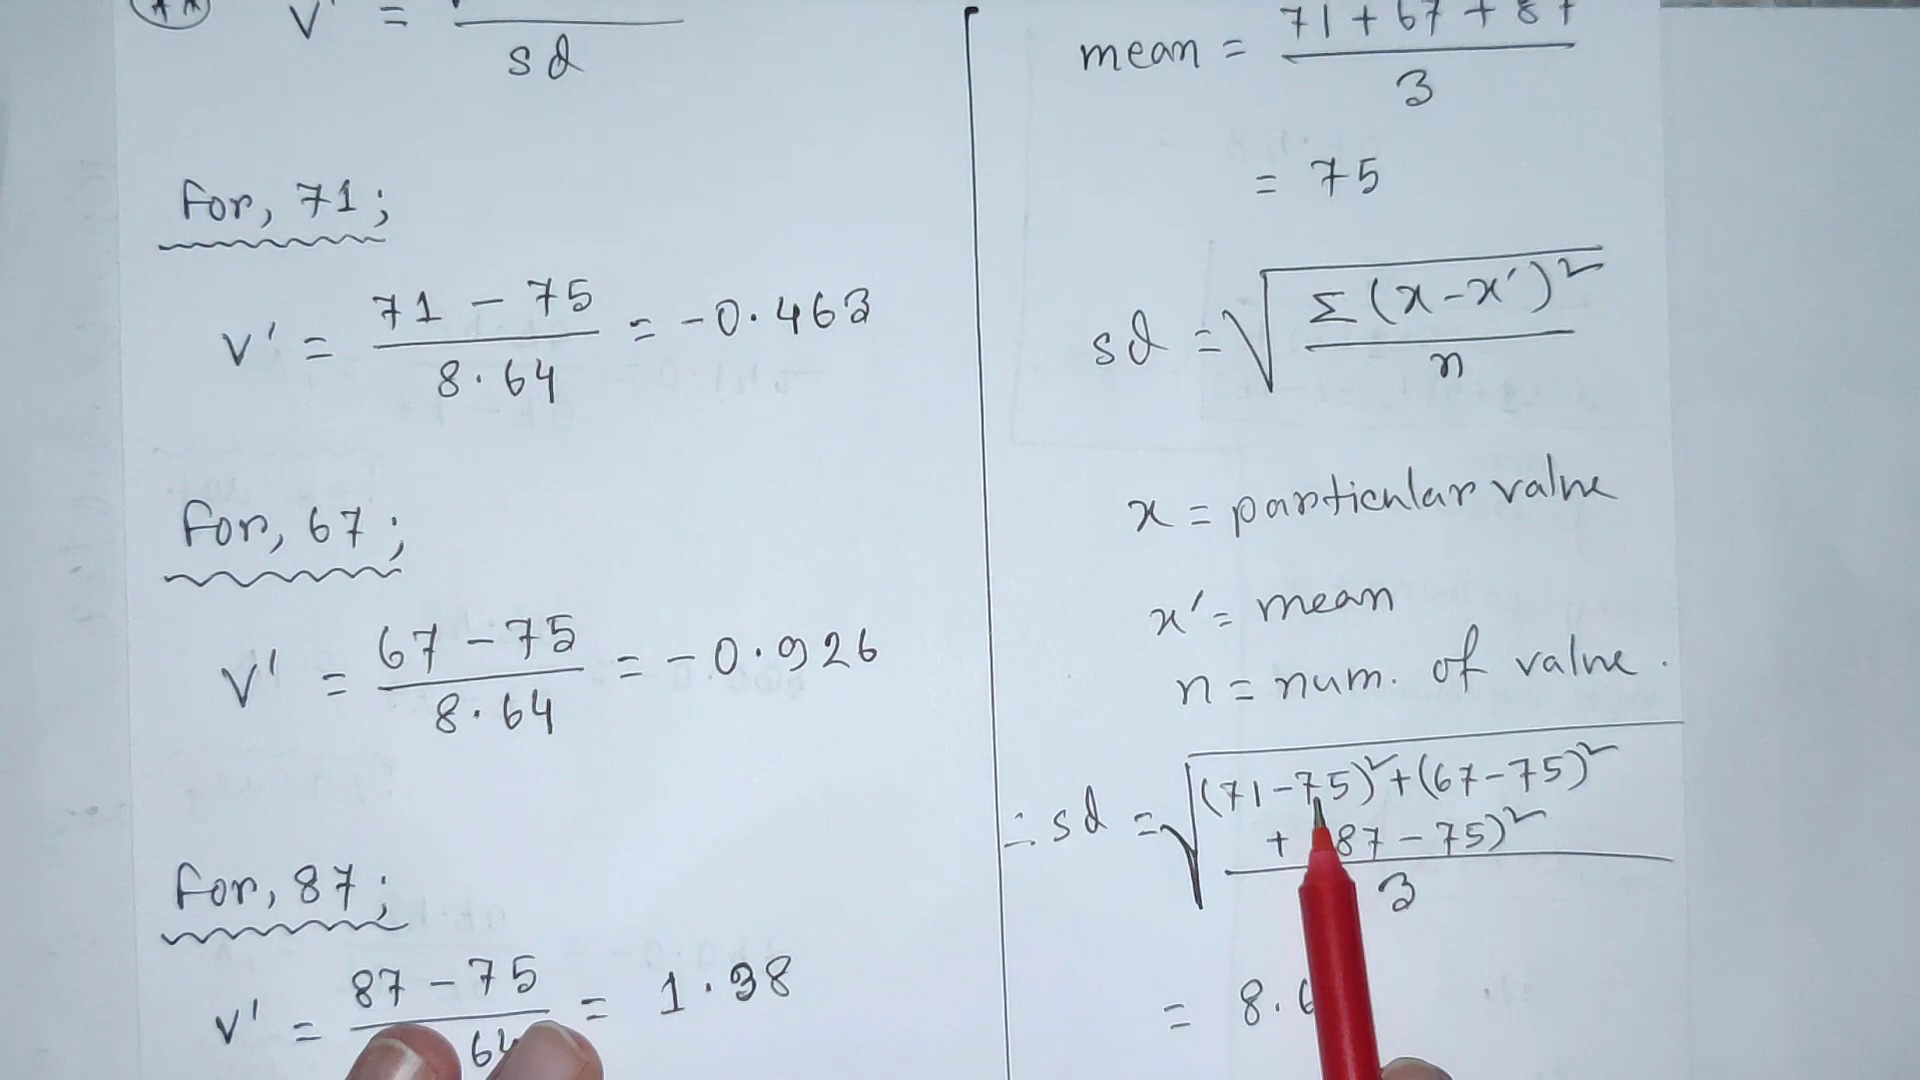 v' =
sd
For, 71;
v' = 71 - 75 / 8.64 = -0.463
For, 67;
v' = 67 - 75 / 8.64 = -0.926
For, 87;
v' = 87 - 75 / 64 = 1.38
mean = 71 + 67 + 87 / 3
= 75
sd = √ Σ (x - x')² / n
x = particular value
x' = mean
n = num. of value.
∴ sd = √ (71-75)² + (67-75)²
+ 87 - 75)²
3
= 8.6